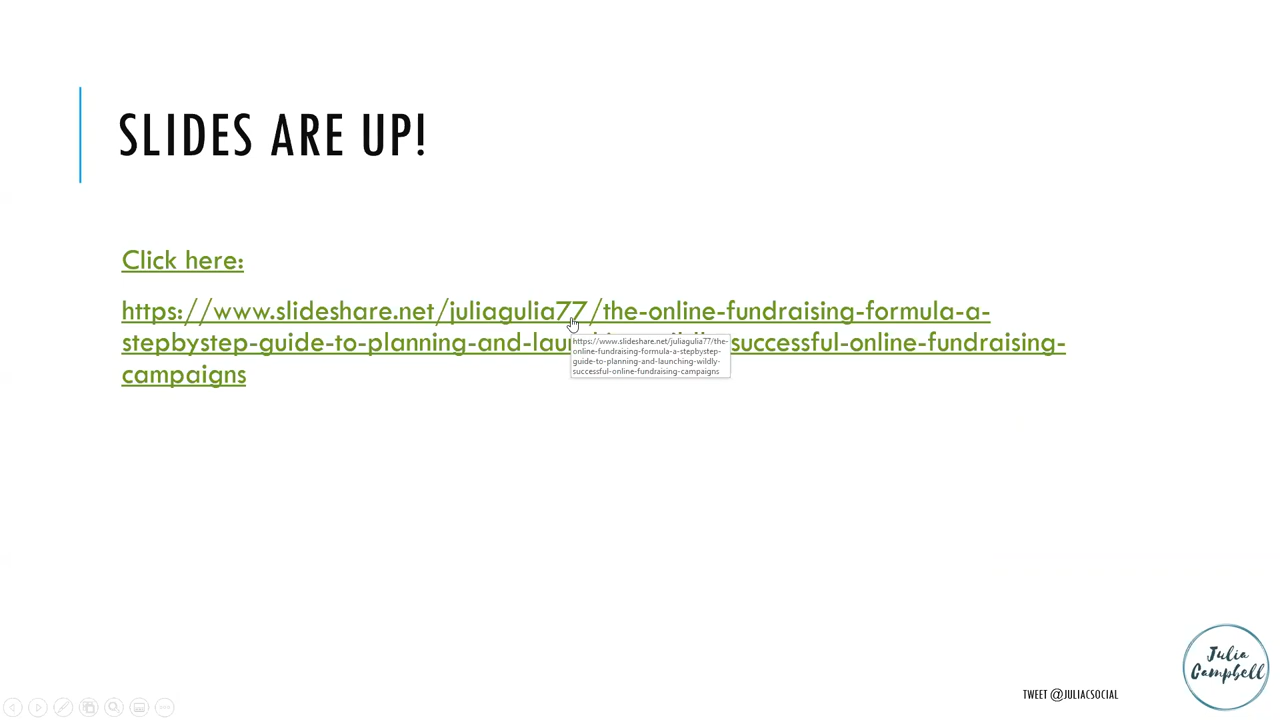 SLIDES ARE UP!
Click here:
https://www.slideshare.net/juliagulia77/the-online-fundraising-formula-a-
stepbystep-guide-to-planning-and-lau successful-online-fundraising-
campaigns
https://www.slideshare.net/juliagulia77/the-
online-fundraising-formula-a-stepbystep-
guide-to-planning-and-launching-wildly-
successful-online-fundraising-campaigns
Julia
Campbell
TWEET @JULIACSOCIAL